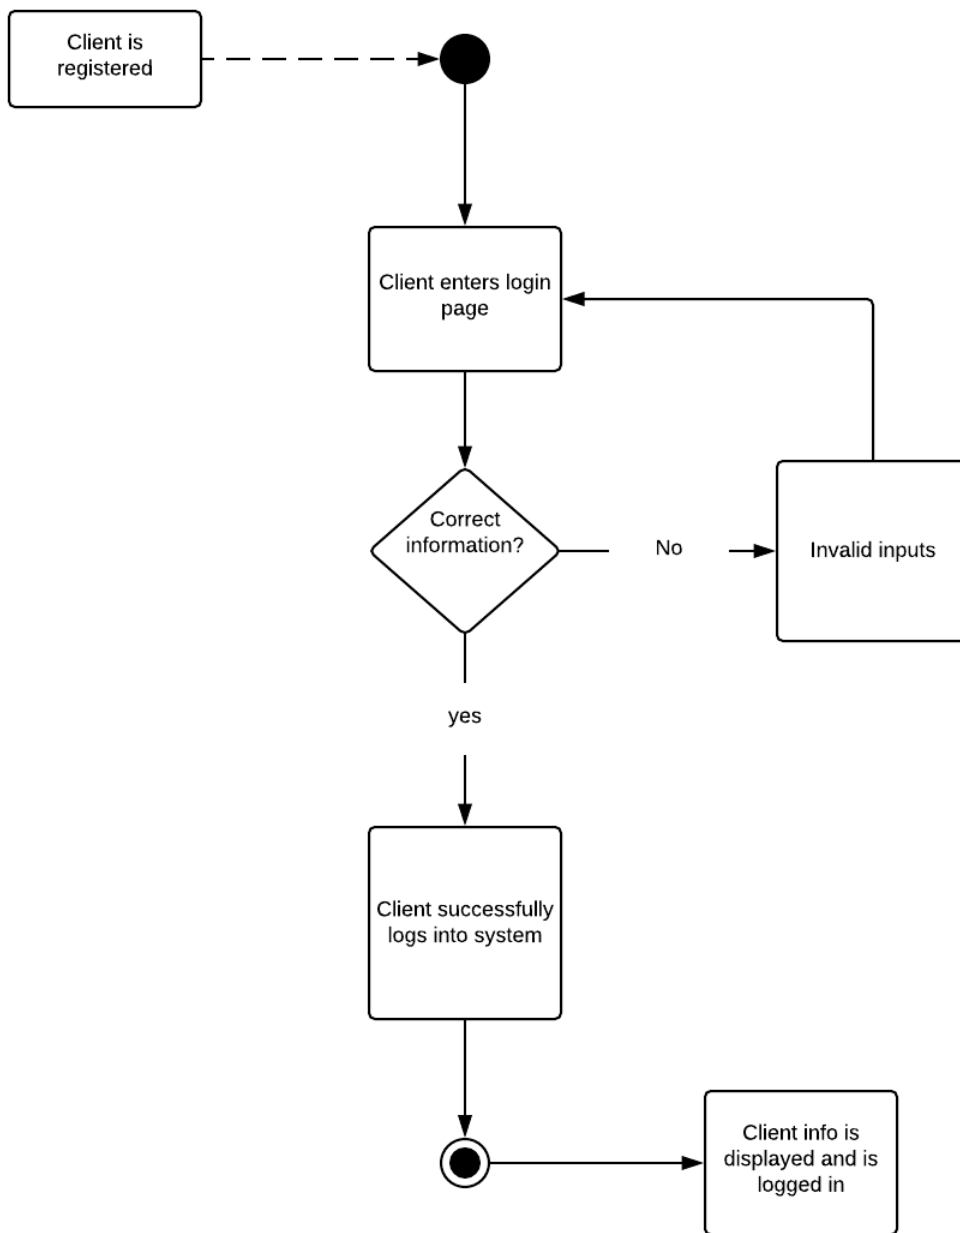 Client is
registered
Client enters login
page
Correct
information?
No
Invalid inputs
yes
Client successfully
logs into system
Client info is
displayed and is
logged in